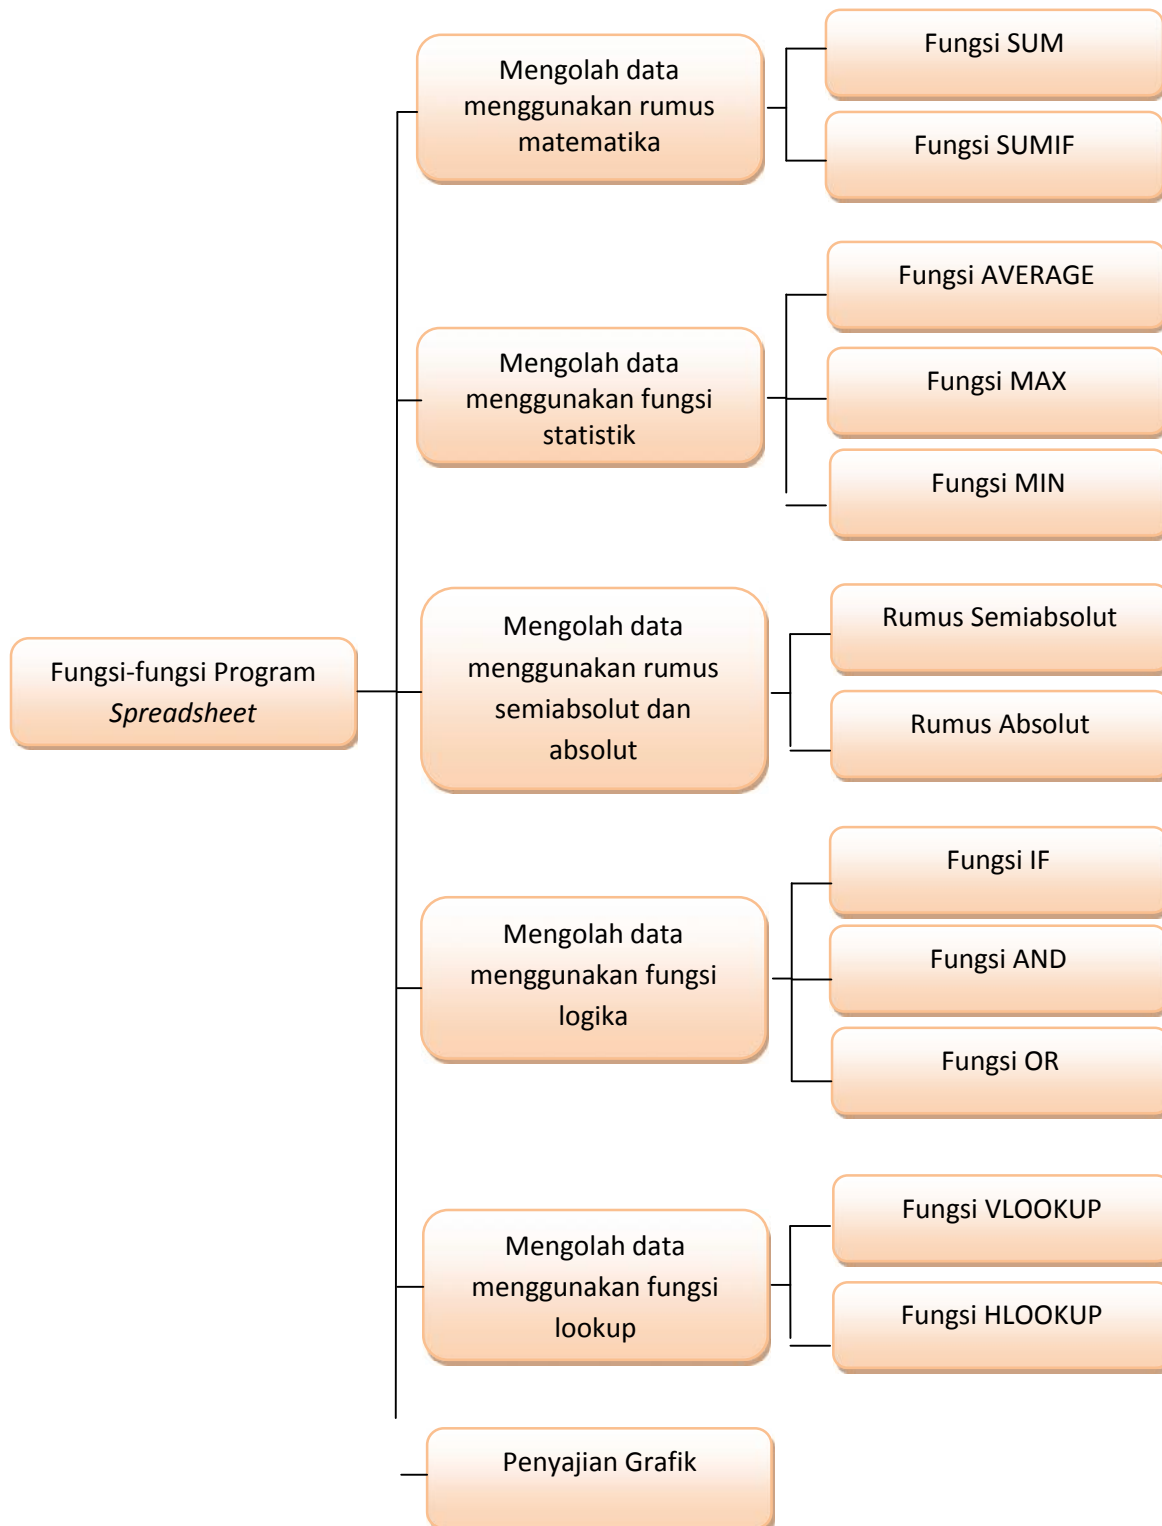 Fungsi-fungsi Program
Spreadsheet
Mengolah data
menggunakan rumus
matematika
Fungsi SUM
Fungsi SUMIF
Mengolah data
menggunakan fungsi
statistik
Fungsi AVERAGE
Fungsi MAX
Fungsi MIN
Mengolah data
menggunakan rumus
semiabsolut dan
absolut
Rumus Semiabsolut
Rumus Absolut
Mengolah data
menggunakan fungsi
logika
Fungsi IF
Fungsi AND
Fungsi OR
Mengolah data
menggunakan fungsi
lookup
Fungsi VLOOKUP
Fungsi HLOOKUP
Penyajian Grafik